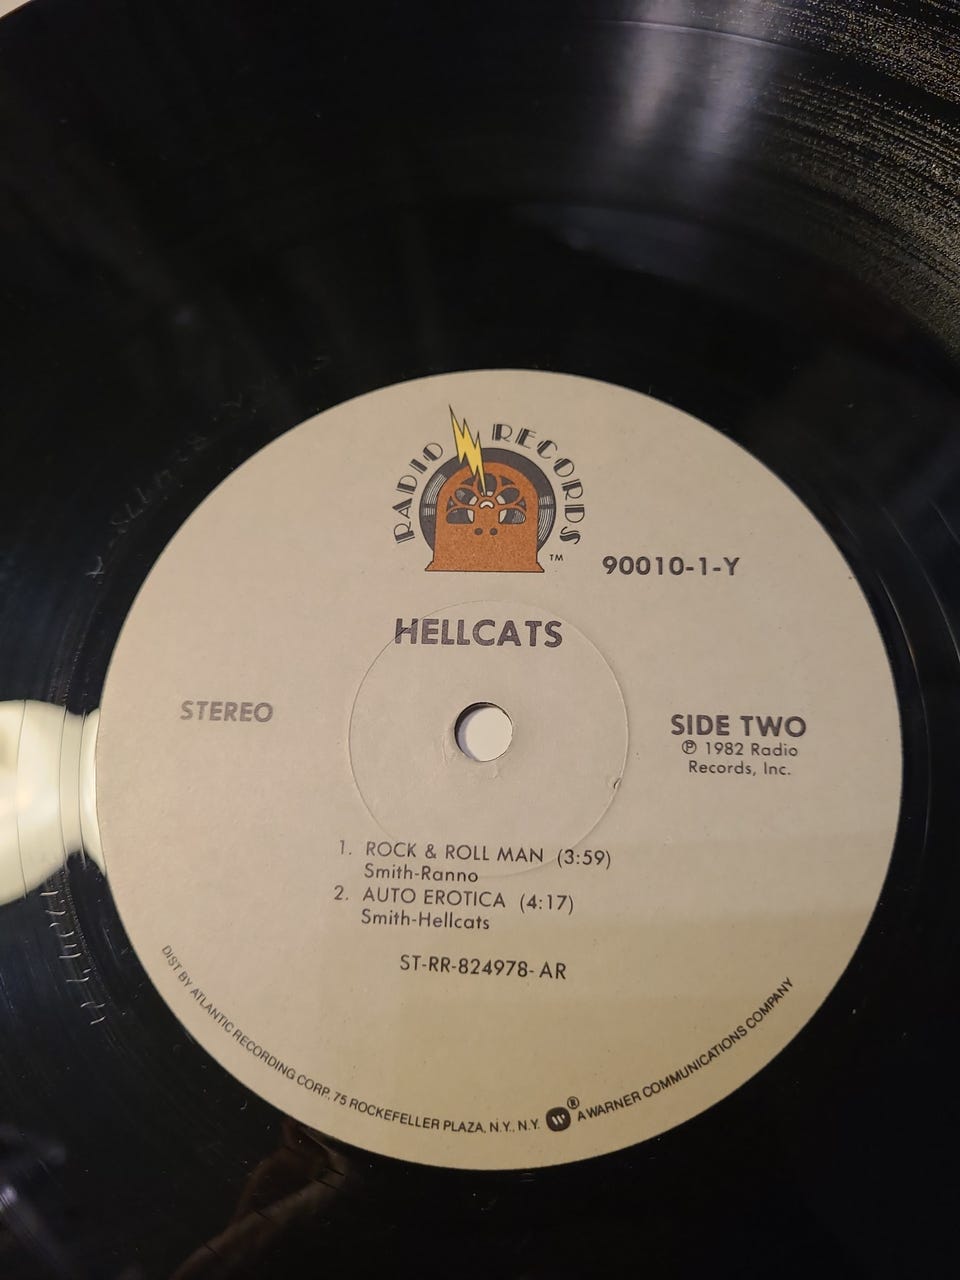 RADIO RECORDS
TM
90010-1-Y
HELLCATS
STEREO
SIDE TWO
℗ 1982 Radio
Records, Inc.
1. ROCK & ROLL MAN (3:59)
Smith-Ranno
2. AUTO EROTICA (4:17)
Smith-Hellcats
ST-RR-824978-AR
DIST BY ATLANTIC RECORDING CORP., 75 ROCKEFELLER PLAZA, N.Y., N.Y. ® A WARNER COMMUNICATIONS COMPANY